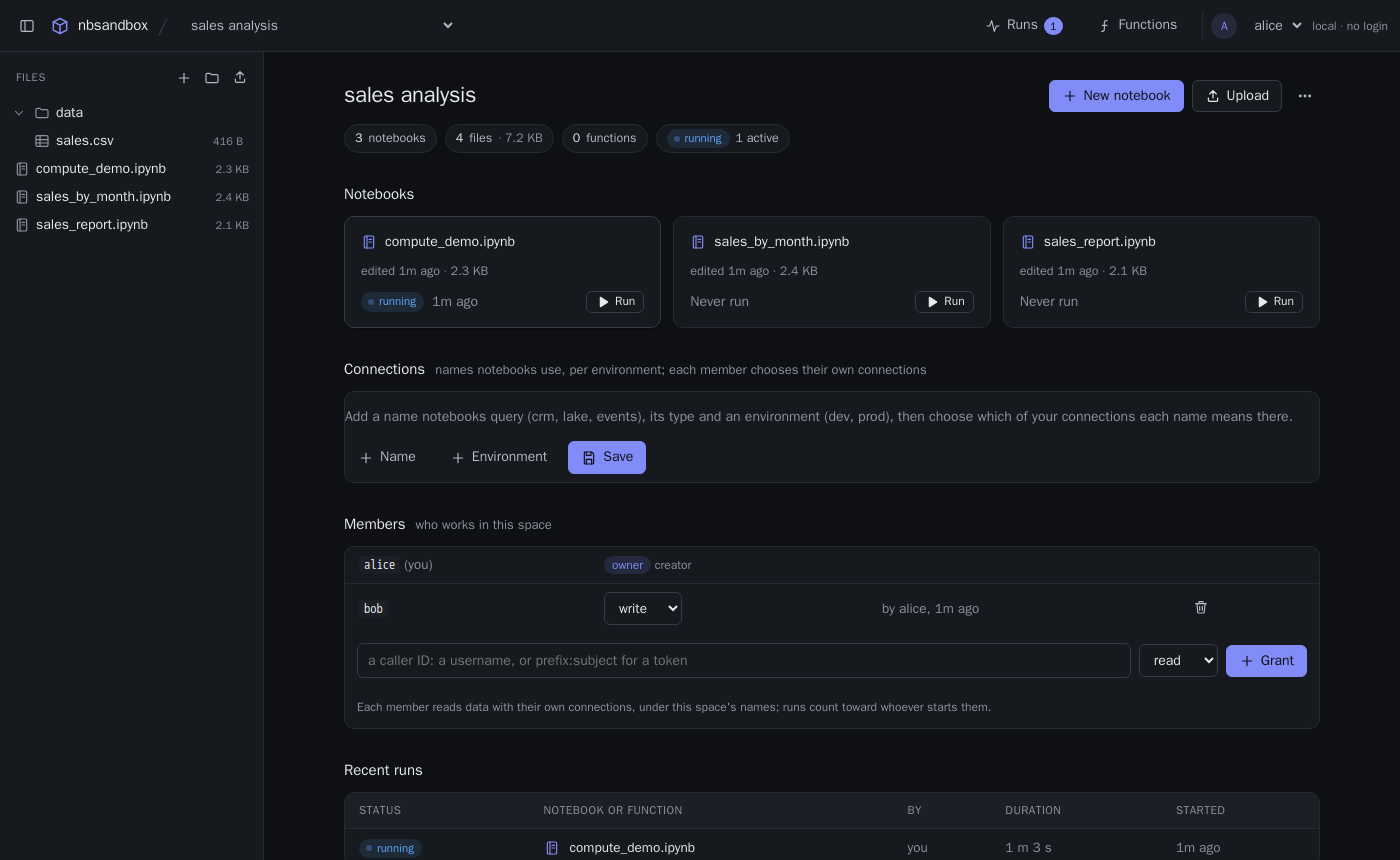 nbsandbox / sales analysis
Runs 1
Functions
A alice local · no login
FILES
data
sales.csv 416 B
compute_demo.ipynb 2.3 KB
sales_by_month.ipynb 2.4 KB
sales_report.ipynb 2.1 KB
sales analysis
New notebook
Upload
3 notebooks
4 files · 7.2 KB
0 functions
running 1 active
Notebooks
compute_demo.ipynb
edited 1m ago · 2.3 KB
running 1m ago Run
sales_by_month.ipynb
edited 1m ago · 2.4 KB
Never run Run
sales_report.ipynb
edited 1m ago · 2.1 KB
Never run Run
Connections names notebooks use, per environment; each member chooses their own connections
Add a name notebooks query (crm, lake, events), its type and an environment (dev, prod), then choose which of your connections each name means there.
Name Environment Save
Members who works in this space
alice (you) owner creator
bob write by alice, 1m ago
a caller ID: a username, or prefix:subject for a token read Grant
Each member reads data with their own connections, under this space's names; runs count toward whoever starts them.
Recent runs
STATUS NOTEBOOK OR FUNCTION BY DURATION STARTED
running compute_demo.ipynb you 1 m 3 s 1m ago